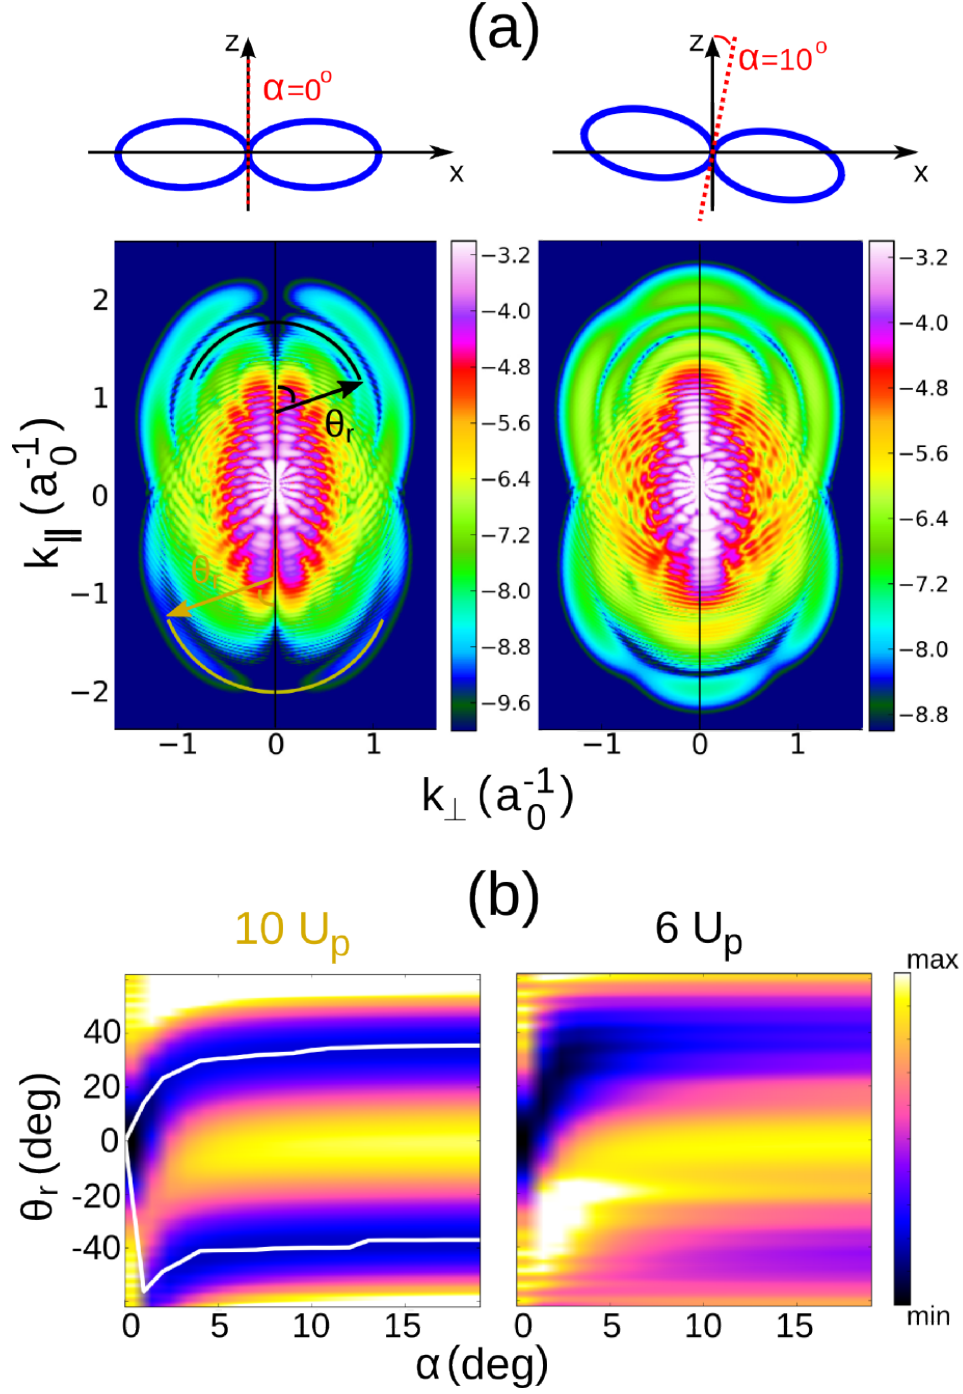 (a)
z
α=0°
x
z
α=10°
x
k∥ (a₀⁻¹)
2
1
0
−1
−2
θr
θr
−1 0 1
−3.2
−4.0
−4.8
−5.6
−6.4
−7.2
−8.0
−8.8
−9.6
−1 0 1
−3.2
−4.0
−4.8
−5.6
−6.4
−7.2
−8.0
−8.8
k⊥ (a₀⁻¹)
(b)
10 Up
6 Up
θr (deg)
40
20
0
-20
-40
0 5 10 15
0 5 10 15
max
min
α (deg)